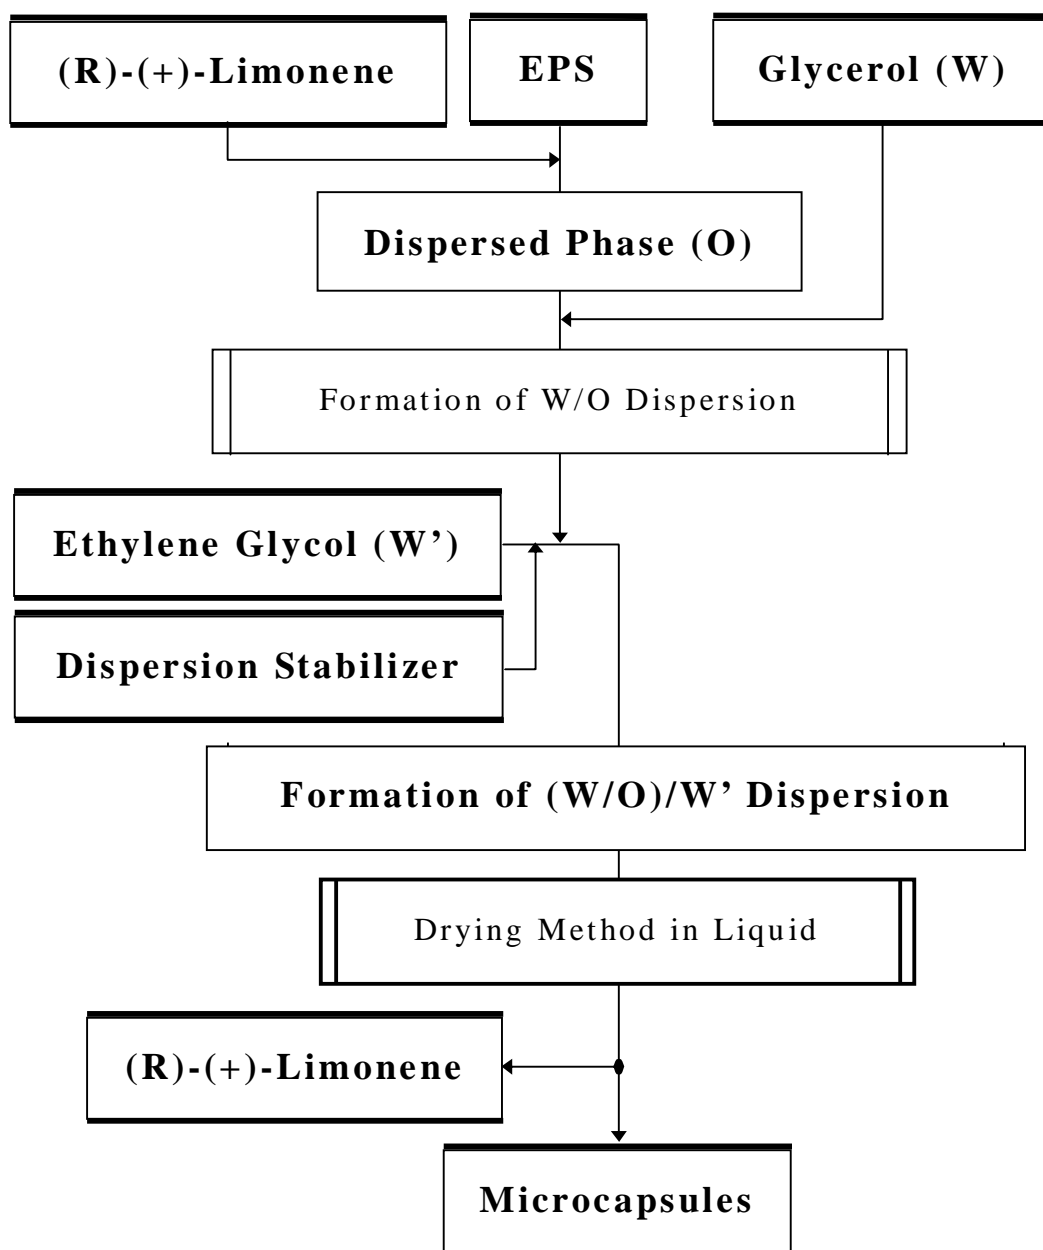 (R)-(+)-Limonene
EPS
Glycerol (W)
Dispersed Phase (O)
Formation of W/O Dispersion
Ethylene Glycol (W’)
Dispersion Stabilizer
Formation of (W/O)/W’ Dispersion
Drying Method in Liquid
(R)-(+)-Limonene
Microcapsules